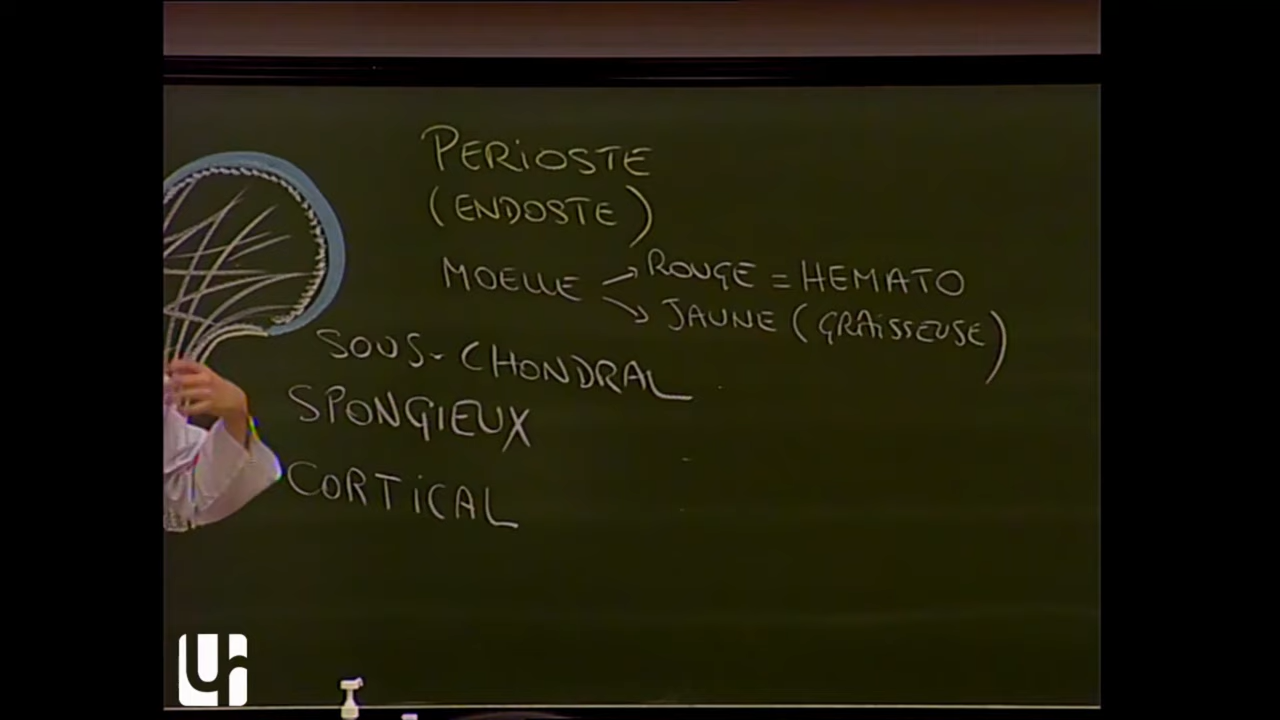 PERIOSTE
(ENDOSTE)
MOELLE ROUGE = HEMATO
JAUNE (GRAISSEUSE)
SOUS-CHONDRAL
SPONGIEUX
CORTICAL